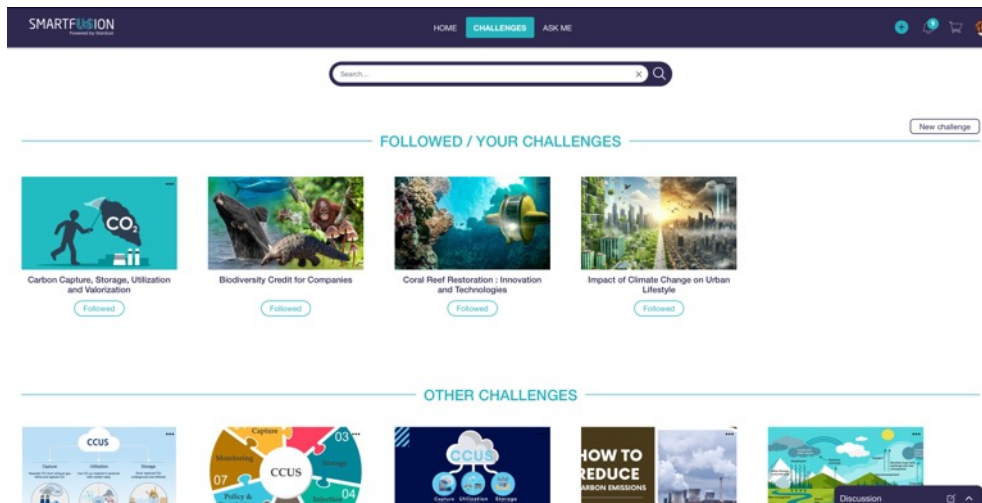 SMARTFUSION
Powered by Stardust
HOME CHALLENGES ASK ME
9
Search...
New challenge
FOLLOWED / YOUR CHALLENGES
CO2
Carbon Capture, Storage, Utilization
and Valorization
Followed
Biodiversity Credit for Companies
Followed
Coral Reef Restoration : Innovation
and Technologies
Followed
Impact of Climate Change on Urban
Lifestyle
Followed
OTHER CHALLENGES
CCUS
Capture Utilization Storage
Capture
03
Monitoring
Storage
CCUS
07
Policy &
Injection
04
CCUS
Capture Utilization Storage
HOW TO
REDUCE
CARBON EMISSIONS
Discussion